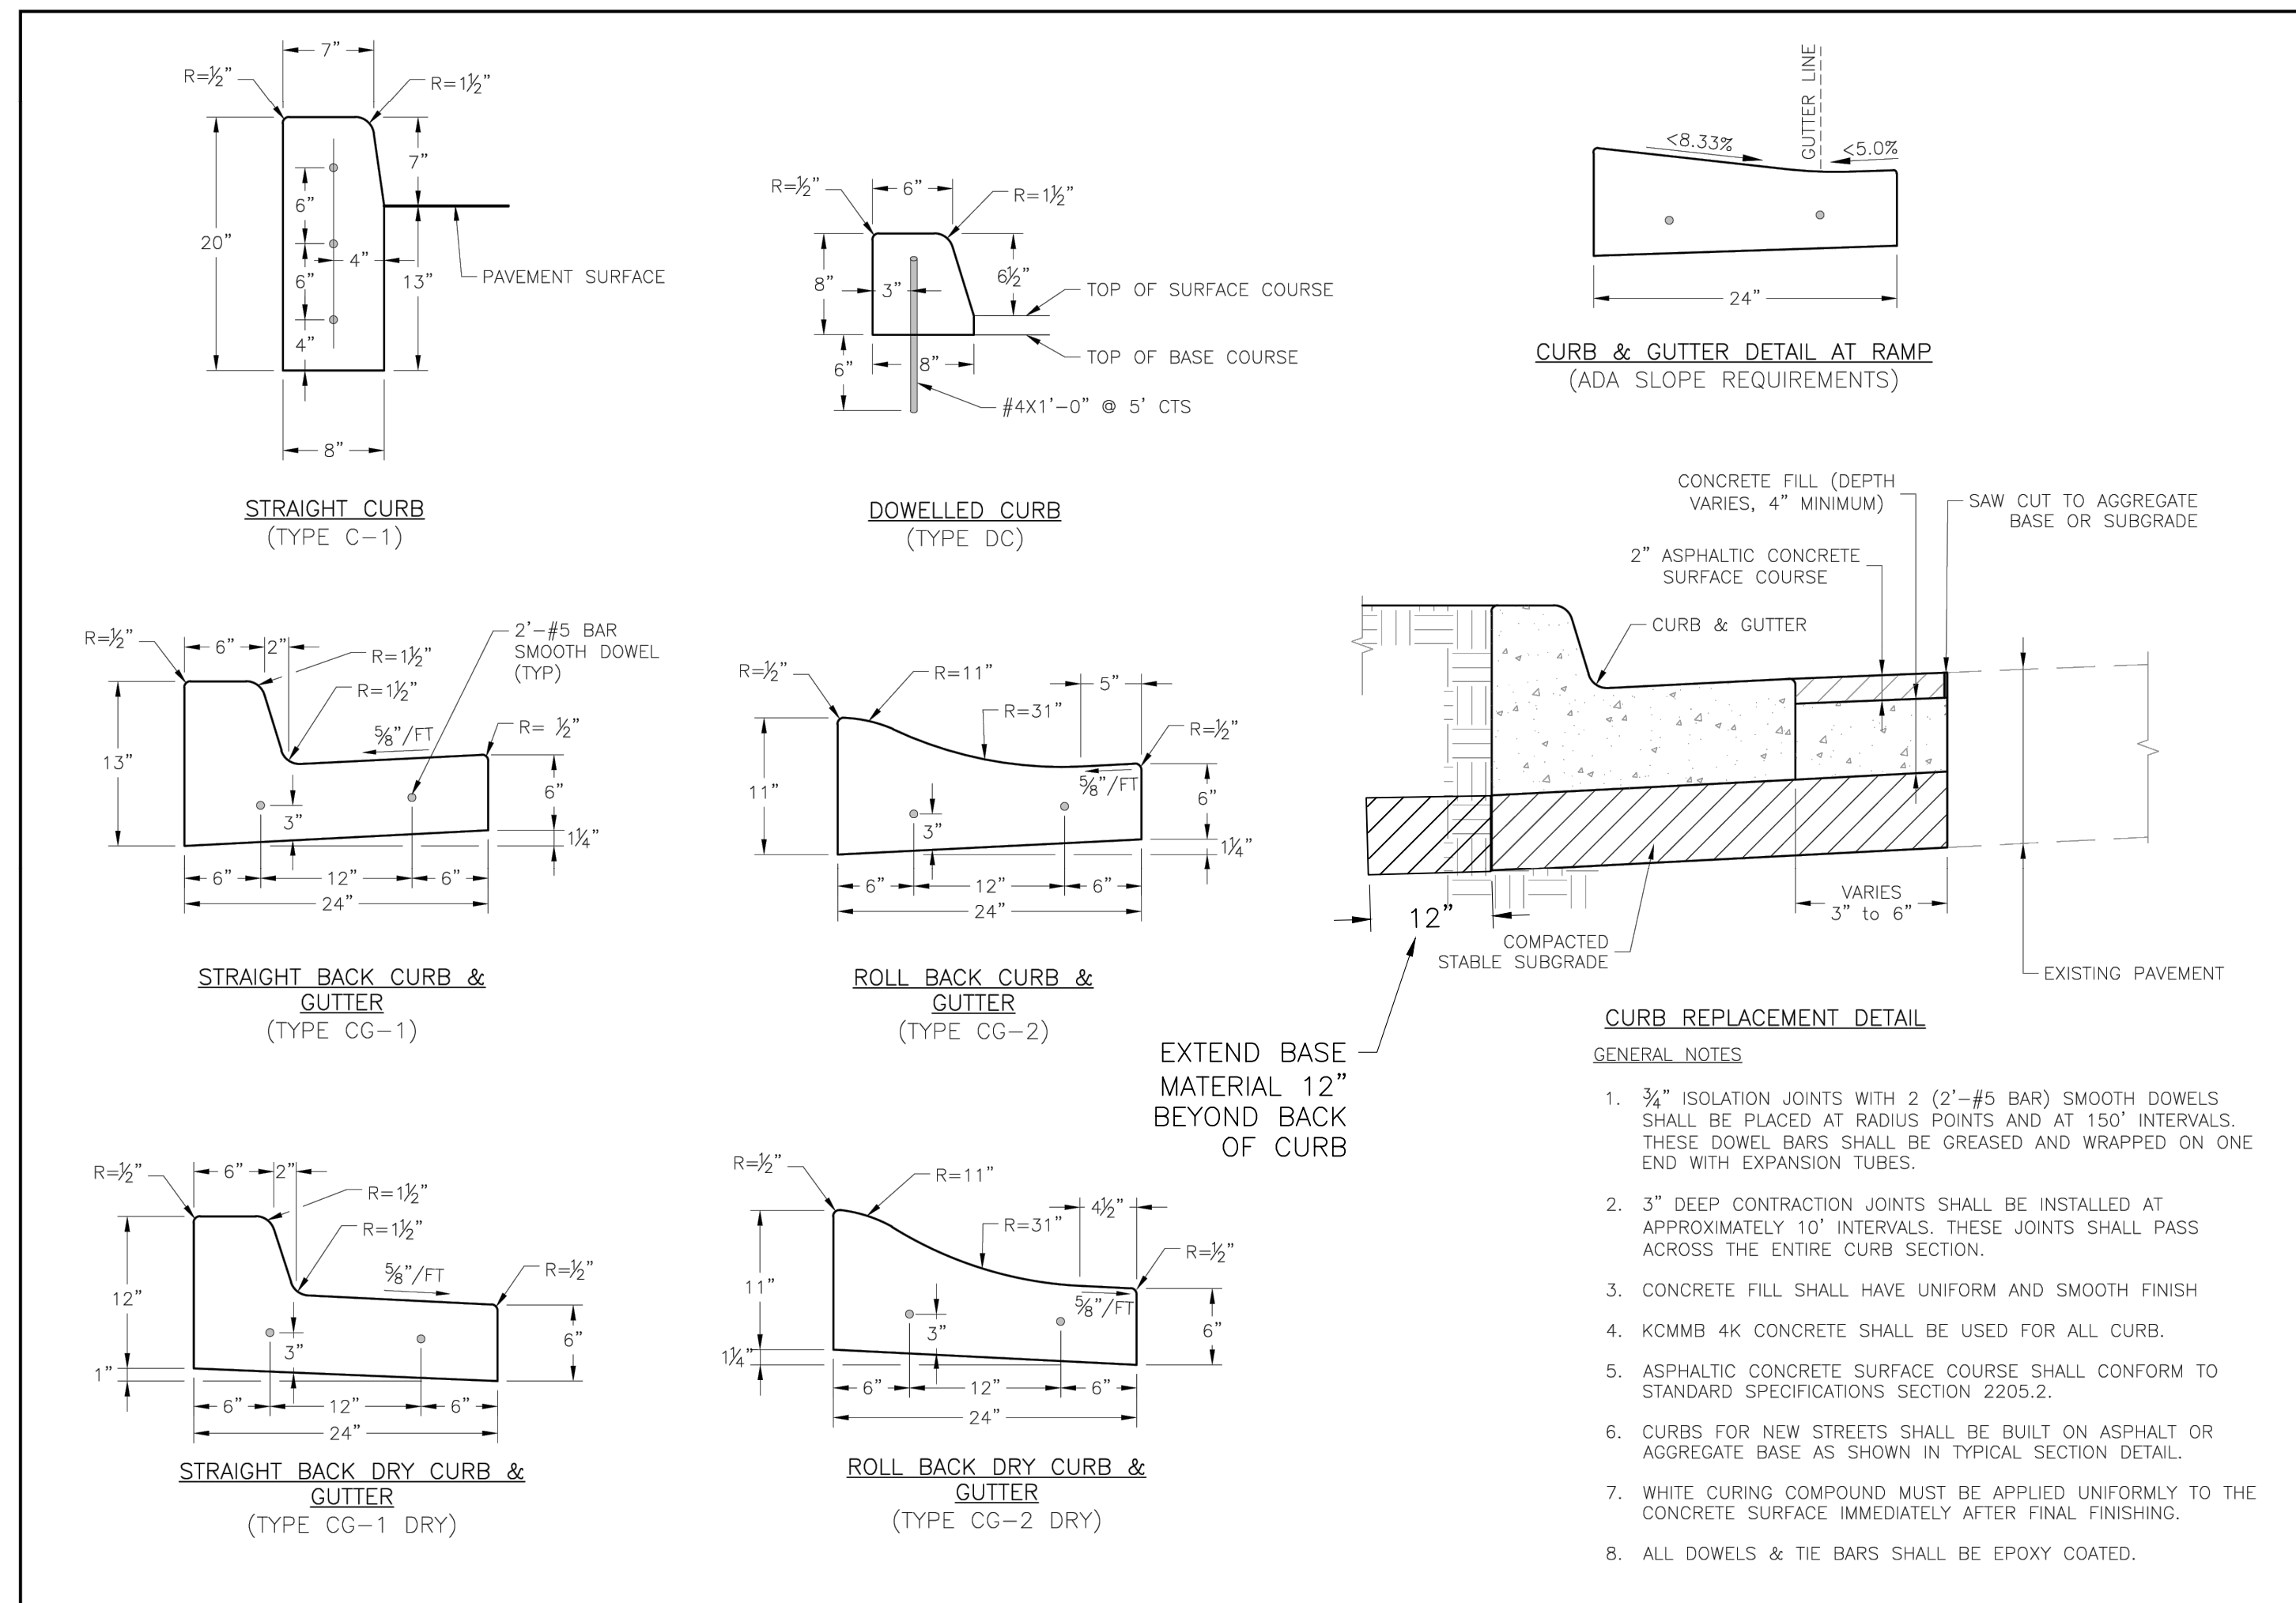 7"
R=½"
R=1½"
7"
20"
6"
6"
4"
4"
13"
PAVEMENT SURFACE
8"
STRAIGHT CURB
(TYPE C-1)
R=½"
6"
R=1½"
8"
3"
6½"
TOP OF SURFACE COURSE
TOP OF BASE COURSE
6"
8"
#4X1'-0" @ 5' CTS
DOWELLED CURB
(TYPE DC)
GUTTER LINE
<8.33%
<5.0%
24"
CURB & GUTTER DETAIL AT RAMP
(ADA SLOPE REQUIREMENTS)
R=½"
6"
2"
R=1½"
R=1½"
2'-#5 BAR
SMOOTH DOWEL
(TYP)
⅝"/FT
R= ½"
13"
3"
6"
1¼"
6"
12"
6"
24"
STRAIGHT BACK CURB &
GUTTER
(TYPE CG-1)
R=½"
R=11"
R=31"
5"
R=½"
⅝"/FT
11"
3"
6"
1¼"
6"
12"
6"
24"
ROLL BACK CURB &
GUTTER
(TYPE CG-2)
CONCRETE FILL (DEPTH
VARIES, 4" MINIMUM)
SAW CUT TO AGGREGATE
BASE OR SUBGRADE
2" ASPHALTIC CONCRETE
SURFACE COURSE
CURB & GUTTER
12"
COMPACTED
STABLE SUBGRADE
VARIES
3" to 6"
EXISTING PAVEMENT
EXTEND BASE
MATERIAL 12"
BEYOND BACK
OF CURB
CURB REPLACEMENT DETAIL
R=½"
6"
2"
R=1½"
R=1½"
⅝"/FT
R=½"
12"
3"
6"
1"
6"
12"
6"
24"
STRAIGHT BACK DRY CURB &
GUTTER
(TYPE CG-1 DRY)
R=½"
R=11"
R=31"
4½"
R=½"
⅝"/FT
11"
3"
6"
1¼"
6"
12"
6"
24"
ROLL BACK DRY CURB &
GUTTER
(TYPE CG-2 DRY)
GENERAL NOTES
1. ¾" ISOLATION JOINTS WITH 2 (2'-#5 BAR) SMOOTH DOWELS
SHALL BE PLACED AT RADIUS POINTS AND AT 150' INTERVALS.
THESE DOWEL BARS SHALL BE GREASED AND WRAPPED ON ONE
END WITH EXPANSION TUBES.
2. 3" DEEP CONTRACTION JOINTS SHALL BE INSTALLED AT
APPROXIMATELY 10' INTERVALS. THESE JOINTS SHALL PASS
ACROSS THE ENTIRE CURB SECTION.
3. CONCRETE FILL SHALL HAVE UNIFORM AND SMOOTH FINISH
4. KCMMB 4K CONCRETE SHALL BE USED FOR ALL CURB.
5. ASPHALTIC CONCRETE SURFACE COURSE SHALL CONFORM TO
STANDARD SPECIFICATIONS SECTION 2205.2.
6. CURBS FOR NEW STREETS SHALL BE BUILT ON ASPHALT OR
AGGREGATE BASE AS SHOWN IN TYPICAL SECTION DETAIL.
7. WHITE CURING COMPOUND MUST BE APPLIED UNIFORMLY TO THE
CONCRETE SURFACE IMMEDIATELY AFTER FINAL FINISHING.
8. ALL DOWELS & TIE BARS SHALL BE EPOXY COATED.